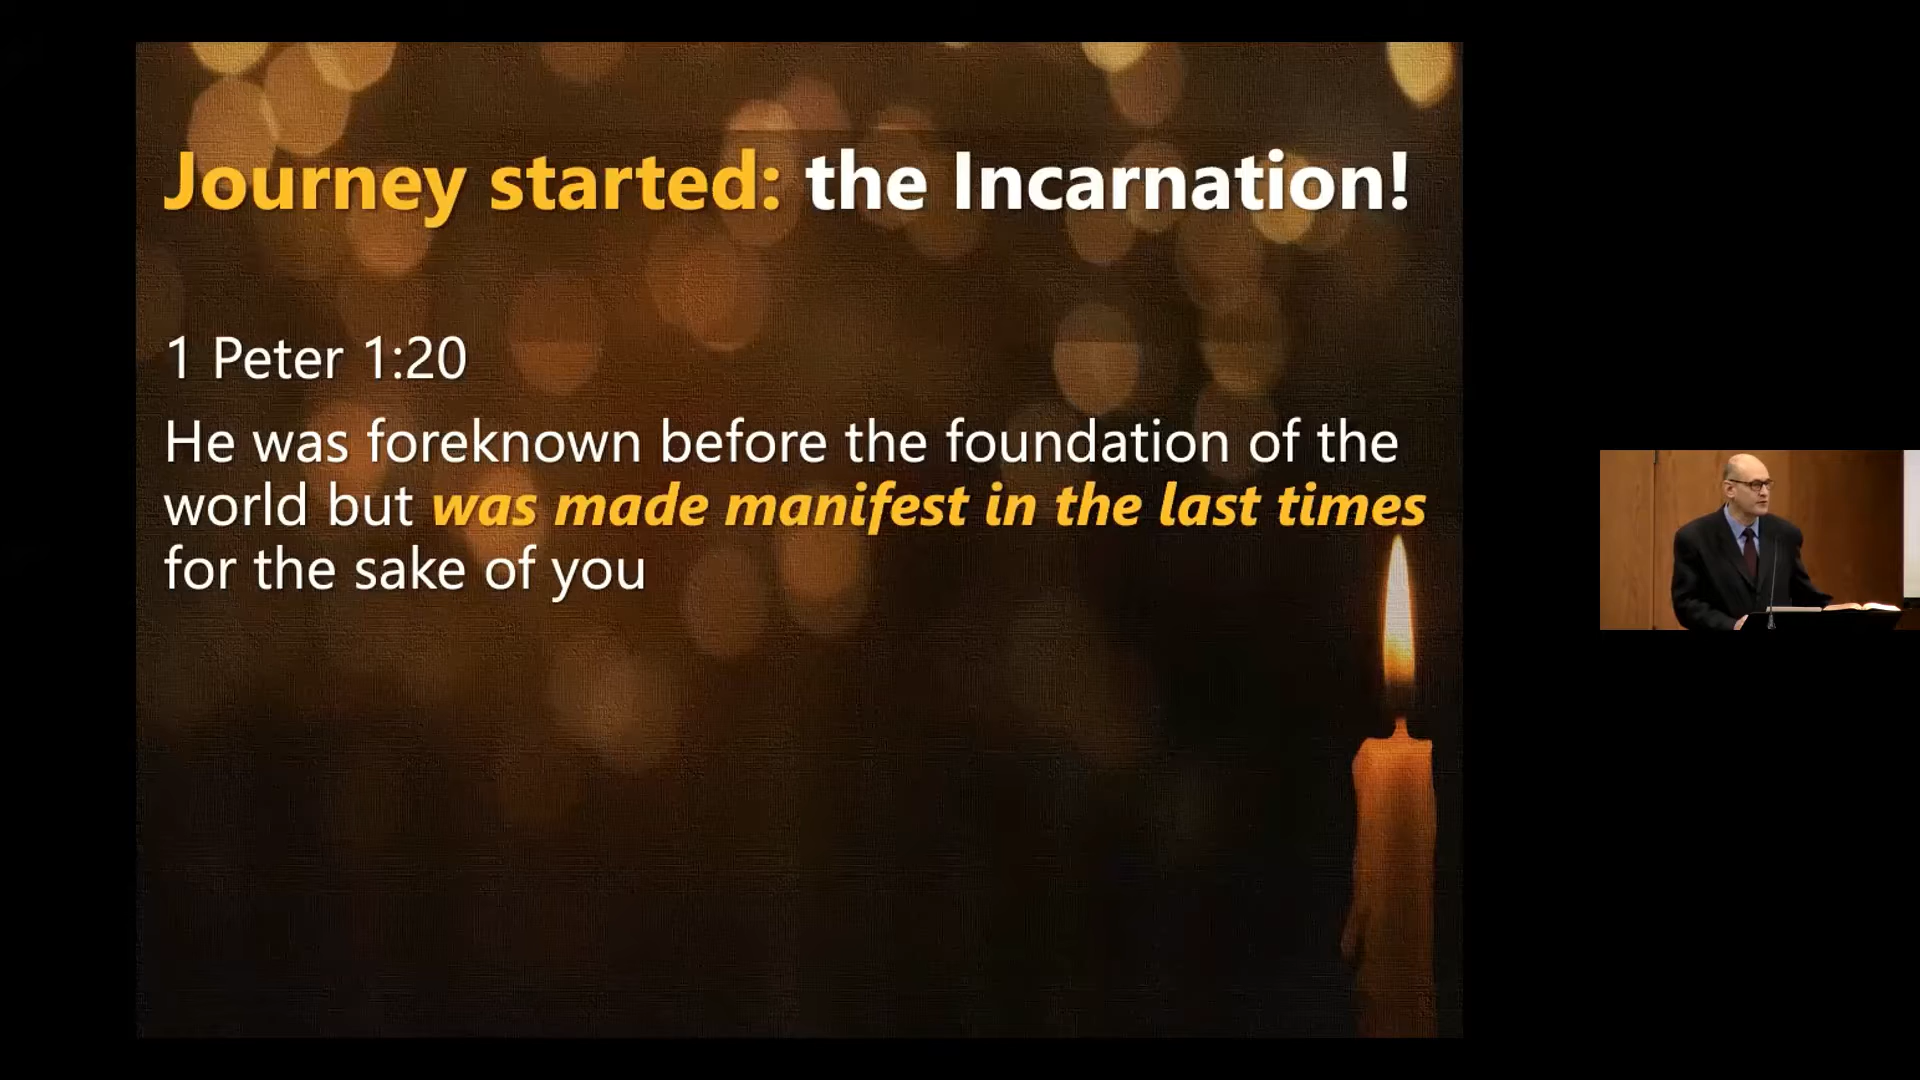 Journey started: the Incarnation!
1 Peter 1:20
He was foreknown before the foundation of the
world but was made manifest in the last times
for the sake of you